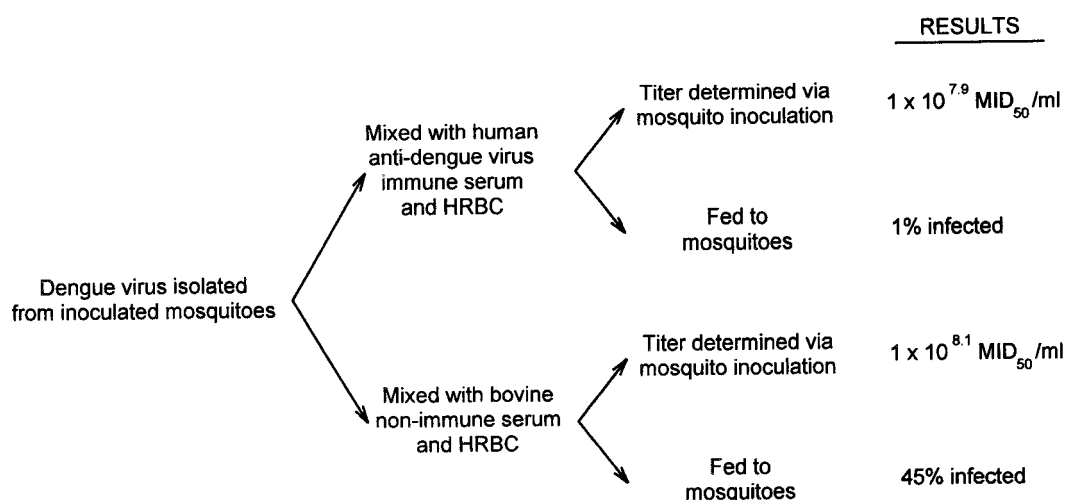 RESULTS
Dengue virus isolated
from inoculated mosquitoes
Mixed with human
anti-dengue virus
immune serum
and HRBC
Titer determined via
mosquito inoculation
1 x 10^7.9 MID_50/ml
Fed to
mosquitoes
1% infected
Mixed with bovine
non-immune serum
and HRBC
Titer determined via
mosquito inoculation
1 x 10^8.1 MID_50/ml
Fed to
mosquitoes
45% infected